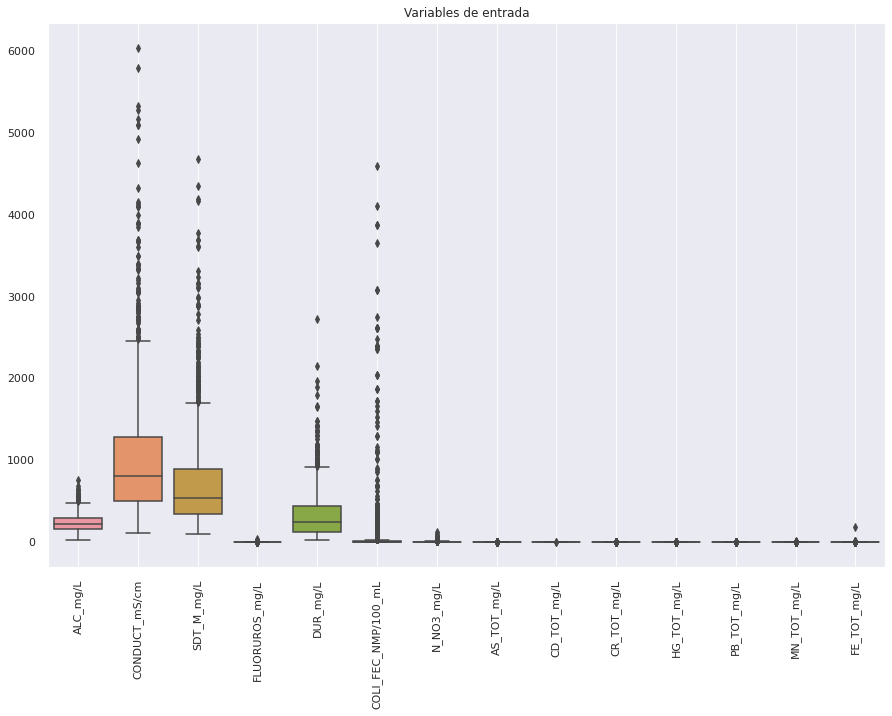 Variables de entrada
6000
5000
4000
3000
2000
1000
0
ALC_mg/L
CONDUCT_mS/cm
SDT_M_mg/L
FLUORUROS_mg/L
DUR_mg/L
COLI_FEC_NMP/100_mL
N_NO3_mg/L
AS_TOT_mg/L
CD_TOT_mg/L
CR_TOT_mg/L
HG_TOT_mg/L
PB_TOT_mg/L
MN_TOT_mg/L
FE_TOT_mg/L